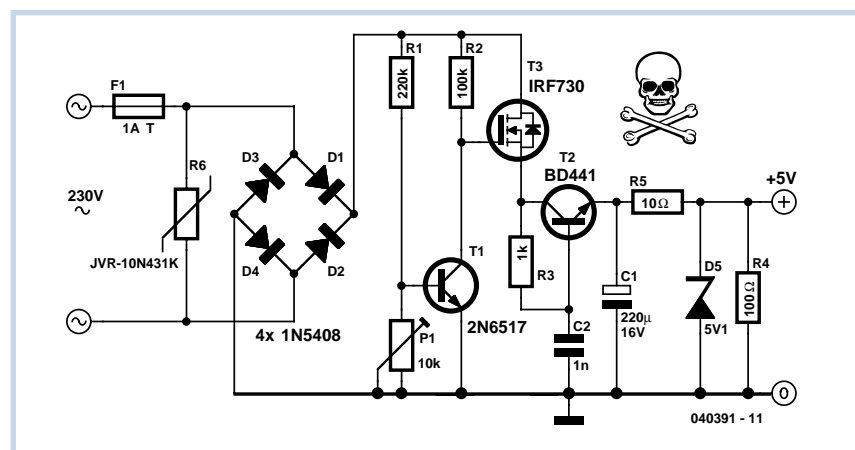 F1
1A T
230V
~
R6
JVR-10N431K
D3
D1
D4
D2
4x 1N5408
R1
220k
R2
100k
T3
IRF730
T2
BD441
T1
2N6517
P1
10k
R3
1k
C2
1n
C1
220µ
16V
R5
10Ω
D5
5V1
R4
100Ω
+5V
+
0
040391 - 11